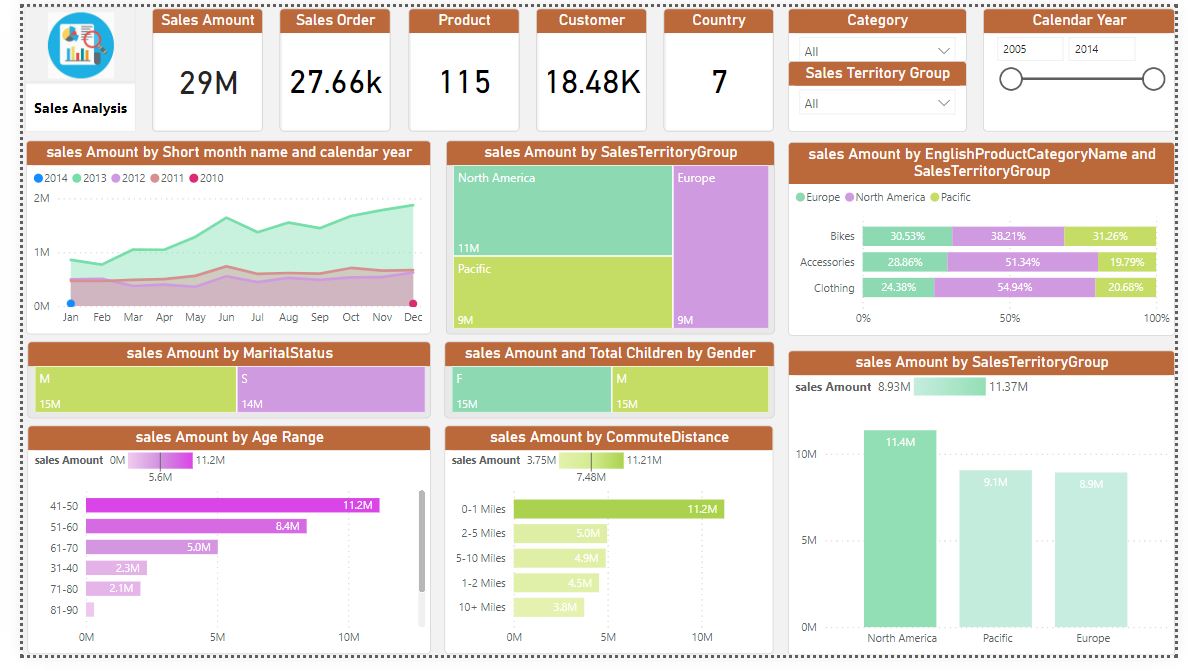 Sales Analysis
Sales Amount
29M
Sales Order
27.66k
Product
115
Customer
18.48K
Country
7
Category
All
Sales Territory Group
All
Calendar Year
2005 2014
sales Amount by Short month name and calendar year
2014 2013 2012 2011 2010
2M
1M
0M
Jan Feb Mar Apr May Jun Jul Aug Sep Oct Nov Dec
sales Amount by SalesTerritoryGroup
North America
11M
Europe
9M
Pacific
9M
sales Amount by EnglishProductCategoryName and
SalesTerritoryGroup
Europe North America Pacific
Bikes 30.53% 38.21% 31.26%
Accessories 28.86% 51.34% 19.79%
Clothing 24.38% 54.94% 20.68%
0% 50% 100%
sales Amount by MaritalStatus
M
15M
S
14M
sales Amount and Total Children by Gender
F
15M
M
15M
sales Amount by Age Range
sales Amount 0M 11.2M
5.6M
41-50 11.2M
51-60 8.4M
61-70 5.0M
31-40 2.3M
71-80 2.1M
81-90
0M 5M 10M
sales Amount by CommuteDistance
sales Amount 3.75M 11.21M
7.48M
0-1 Miles 11.2M
2-5 Miles 5.0M
5-10 Miles 4.9M
1-2 Miles 4.5M
10+ Miles 3.8M
0M 5M 10M
sales Amount by SalesTerritoryGroup
sales Amount 8.93M 11.37M
10M
5M
0M
11.4M
9.1M
8.9M
North America Pacific Europe